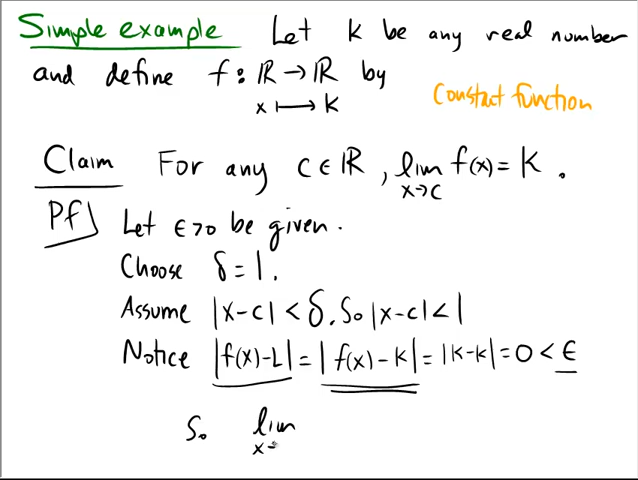 Simple example Let K be any real number
and define f: ℝ → ℝ by
x ⟼ K
Constact function
Claim For any c ∈ ℝ, lim f(x) = K.
x→c
Pf) Let ϵ>0 be given.
Choose δ = 1.
Assume |x-c| < δ. So |x-c| < 1
Notice |f(x)-L| = |f(x)-K| = |K-K| = 0 < ϵ
So lim
x-